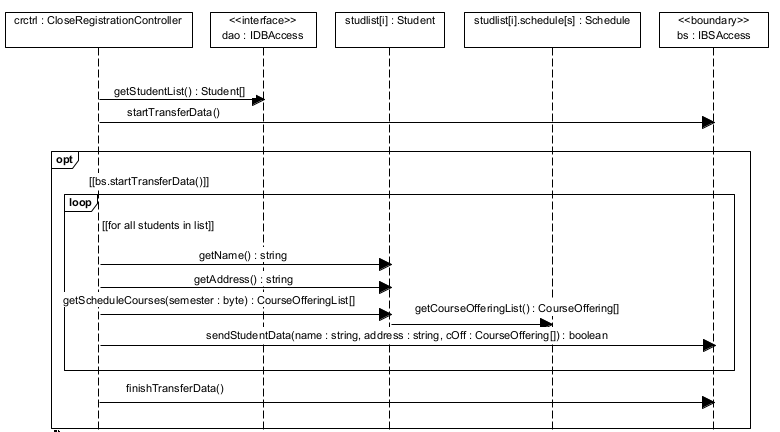 crctrl : CloseRegistrationController
<<interface>>
dao : IDBAccess
studlist[i] : Student
studlist[i].schedule[s] : Schedule
<<boundary>>
bs : IBSAccess
getStudentList() : Student[]
startTransferData()
opt
[[bs.startTransferData()]]
loop
[[for all students in list]]
getName() : string
getAddress() : string
getScheduleCourses(semester : byte) : CourseOfferingList[]
getCourseOfferingList() : CourseOffering[]
sendStudentData(name : string, address : string, cOff : CourseOffering[]) : boolean
finishTransferData()